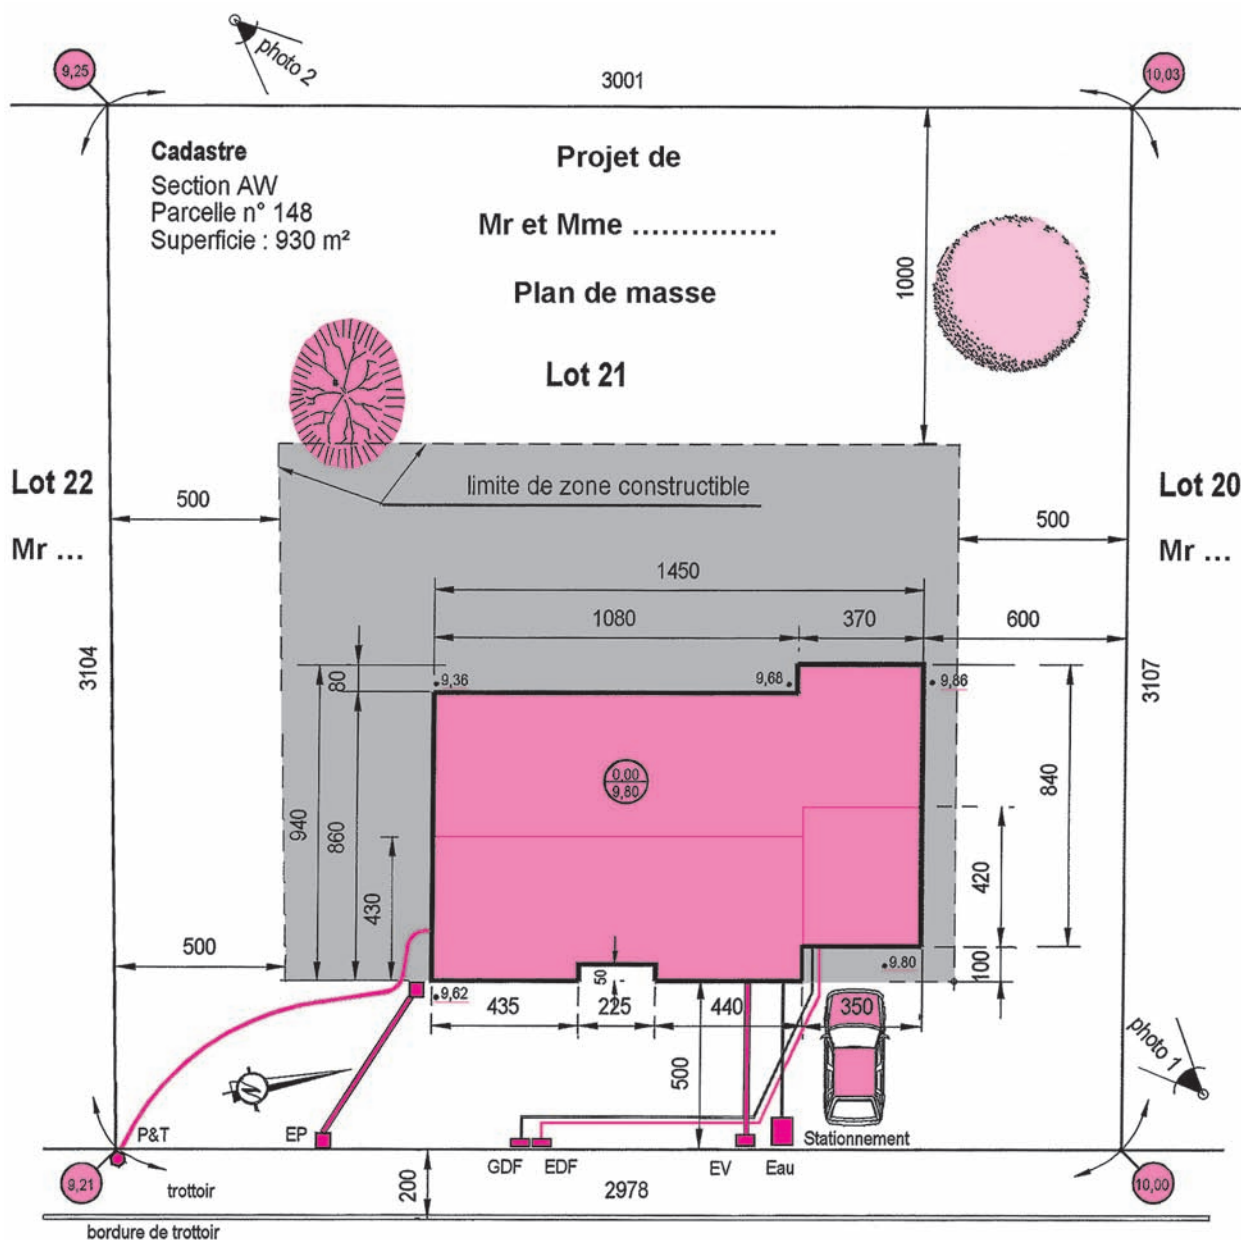 9,25
photo 2
3001
10,03
Cadastre
Section AW
Parcelle n° 148
Superficie : 930 m²
Projet de
Mr et Mme ...............
Plan de masse
Lot 21
1000
Lot 22
Mr ...
500
limite de zone constructible
500
Lot 20
Mr ...
1450
1080
370
600
3104
80
9,36
9,68
9,86
3107
0,00
9,80
940
860
840
430
420
500
9,62
50
9.80
100
435
225
440
350
500
photo 1
N
P&T
EP
GDF
EDF
EV
Eau
Stationnement
9,21
trottoir
200
2978
10,00
bordure de trottoir